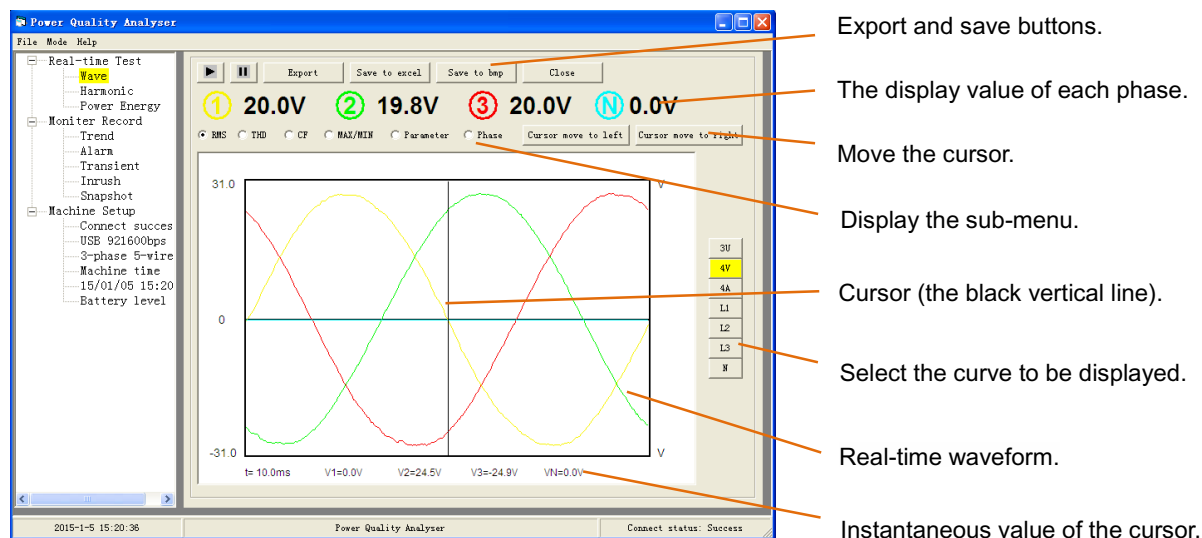 Power Quality Analyser
File Mode Help
Real-time Test
Wave
Harmonic
Power Energy
Moniter Record
Trend
Alarm
Transient
Inrush
Snapshot
Machine Setup
Connect succes
USB 921600bps
3-phase 5-wire
Machine time
15/01/05 15:20
Battery level
Export Save to excel Save to bmp Close
1 20.0V 2 19.8V 3 20.0V N 0.0V
RMS THD CF MAX/MIN Parameter Phase Cursor move to left Cursor move to right
31.0 V
0
-31.0 V
t= 10.0ms V1=0.0V V2=24.5V V3=-24.9V VN=0.0V
3U
4V
4A
L1
L2
L3
N
2015-1-5 15:20:36 Power Quality Analyser Connect status: Success
Export and save buttons.
The display value of each phase.
Move the cursor.
Display the sub-menu.
Cursor (the black vertical line).
Select the curve to be displayed.
Real-time waveform.
Instantaneous value of the cursor.